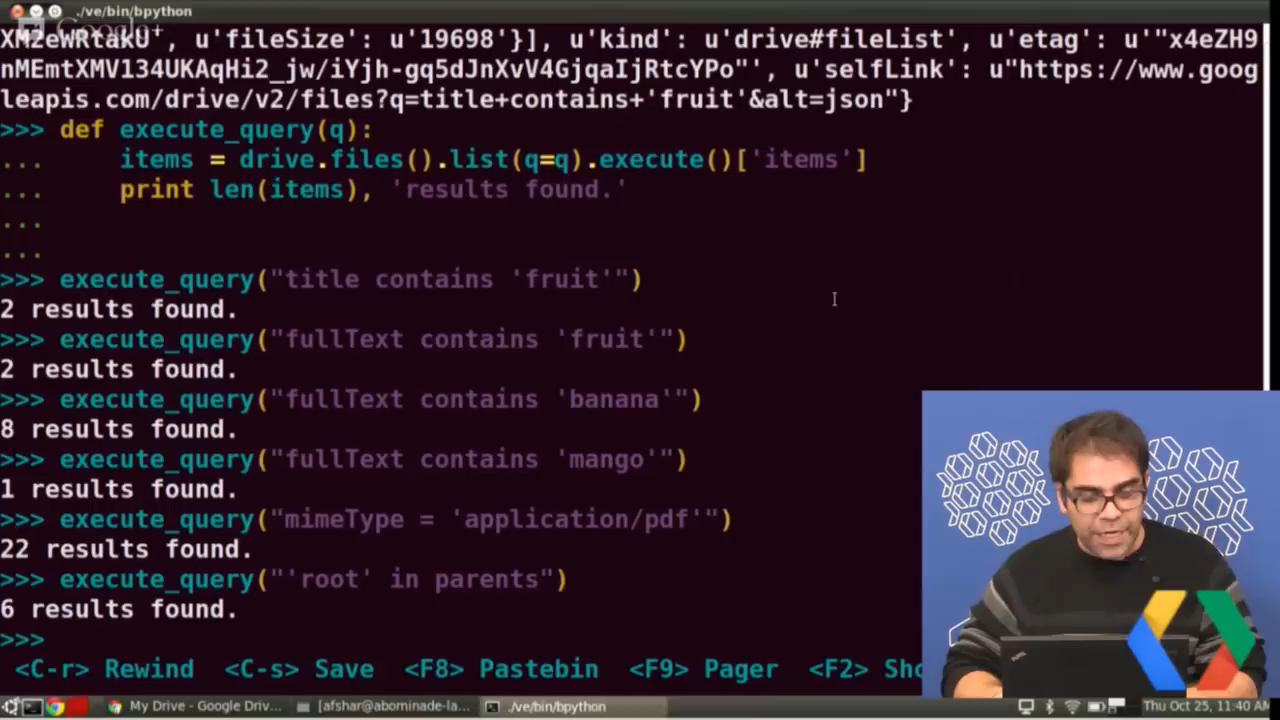 ./ve/bin/bpython
Google+
XM2eWRtakU', u'fileSize': u'19698'}], u'kind': u'drive#fileList', u'etag': u'"x4eZH9
nMEmtXMV134UKAqHi2_jw/iYjh-gq5dJnXvV4GjqaIjRtcYPo"', u'selfLink': u"https://www.goog
leapis.com/drive/v2/files?q=title+contains+'fruit'&alt=json"}
>>> def execute_query(q):
...     items = drive.files().list(q=q).execute()['items']
...     print len(items), 'results found.'
...
...
>>> execute_query("title contains 'fruit'")
2 results found.
>>> execute_query("fullText contains 'fruit'")
2 results found.
>>> execute_query("fullText contains 'banana'")
8 results found.
>>> execute_query("fullText contains 'mango'")
1 results found.
>>> execute_query("mimeType = 'application/pdf'")
22 results found.
>>> execute_query("'root' in parents")
6 results found.
>>>
<C-r> Rewind  <C-s> Save  <F8> Pastebin  <F9> Pager  <F2> Sho
My Drive - Google Driv... [afshar@abominade-la... ./ve/bin/bpython Thu Oct 25, 11:40 AM